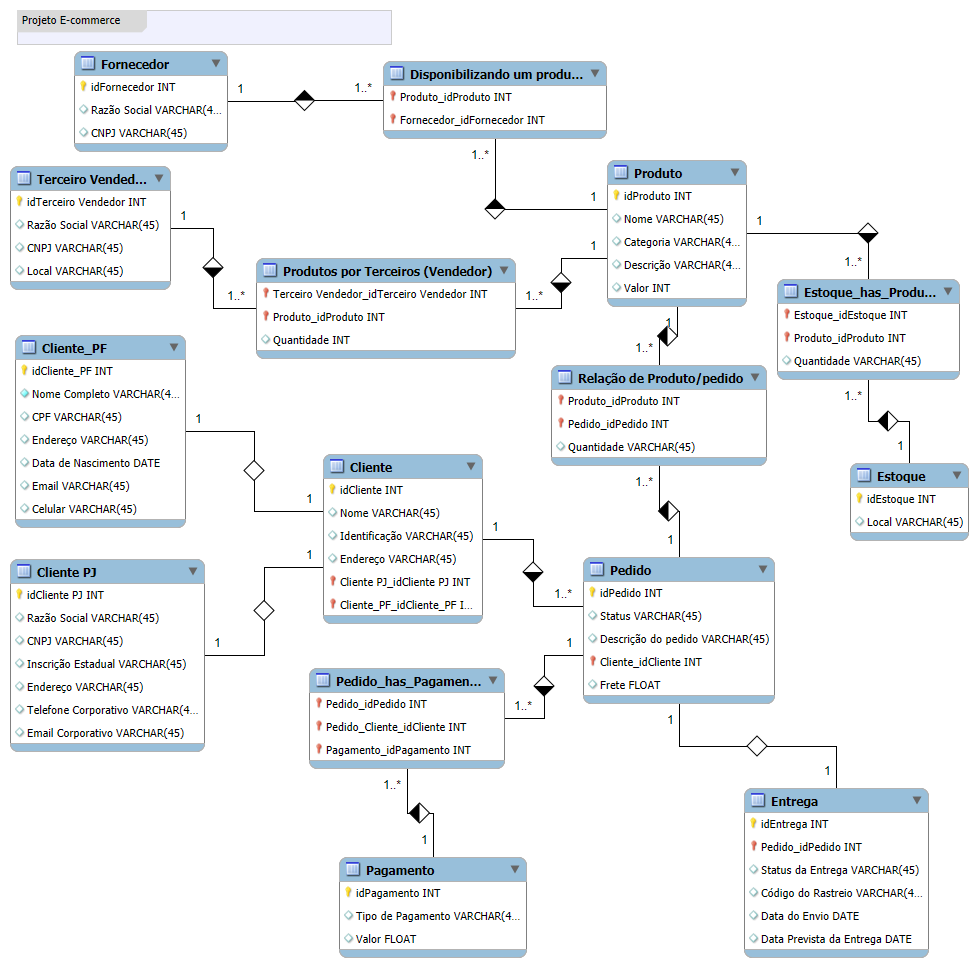 Projeto E-commerce
Fornecedor
idFornecedor INT
Razão Social VARCHAR(4...
CNPJ VARCHAR(45)
1
1..*
Disponibilizando um produ...
Produto_idProduto INT
Fornecedor_idFornecedor INT
1..*
1
Terceiro Vended...
idTerceiro Vendedor INT
Razão Social VARCHAR(45)
CNPJ VARCHAR(45)
Local VARCHAR(45)
1
1..*
Produto
idProduto INT
Nome VARCHAR(45)
Categoria VARCHAR(4...
Descrição VARCHAR(4...
Valor INT
1
1..*
1
1..*
Produtos por Terceiros (Vendedor)
Terceiro Vendedor_idTerceiro Vendedor INT
Produto_idProduto INT
Quantidade INT
Estoque_has_Produ...
Estoque_idEstoque INT
Produto_idProduto INT
Quantidade VARCHAR(45)
1..*
1
1
1..*
Cliente_PF
idCliente_PF INT
Nome Completo VARCHAR(4...
CPF VARCHAR(45)
Endereço VARCHAR(45)
Data de Nascimento DATE
Email VARCHAR(45)
Celular VARCHAR(45)
1
1
Relação de Produto/pedido
Produto_idProduto INT
Pedido_idPedido INT
Quantidade VARCHAR(45)
1..*
1
Estoque
idEstoque INT
Local VARCHAR(45)
Cliente
idCliente INT
Nome VARCHAR(45)
Identificação VARCHAR(45)
Endereço VARCHAR(45)
Cliente PJ_idCliente PJ INT
Cliente_PF_idCliente_PF I...
1
1..*
Cliente PJ
idCliente PJ INT
Razão Social VARCHAR(45)
CNPJ VARCHAR(45)
Inscrição Estadual VARCHAR(45)
Endereço VARCHAR(45)
Telefone Corporativo VARCHAR(4...
Email Corporativo VARCHAR(45)
1
1
Pedido
idPedido INT
Status VARCHAR(45)
Descrição do pedido VARCHAR(45)
Cliente_idCliente INT
Frete FLOAT
1
1..*
1
1
Pedido_has_Pagamen...
Pedido_idPedido INT
Pedido_Cliente_idCliente INT
Pagamento_idPagamento INT
1..*
1
Entrega
idEntrega INT
Pedido_idPedido INT
Status da Entrega VARCHAR(45)
Código do Rastreio VARCHAR(4...
Data do Envio DATE
Data Prevista da Entrega DATE
Pagamento
idPagamento INT
Tipo de Pagamento VARCHAR(4...
Valor FLOAT